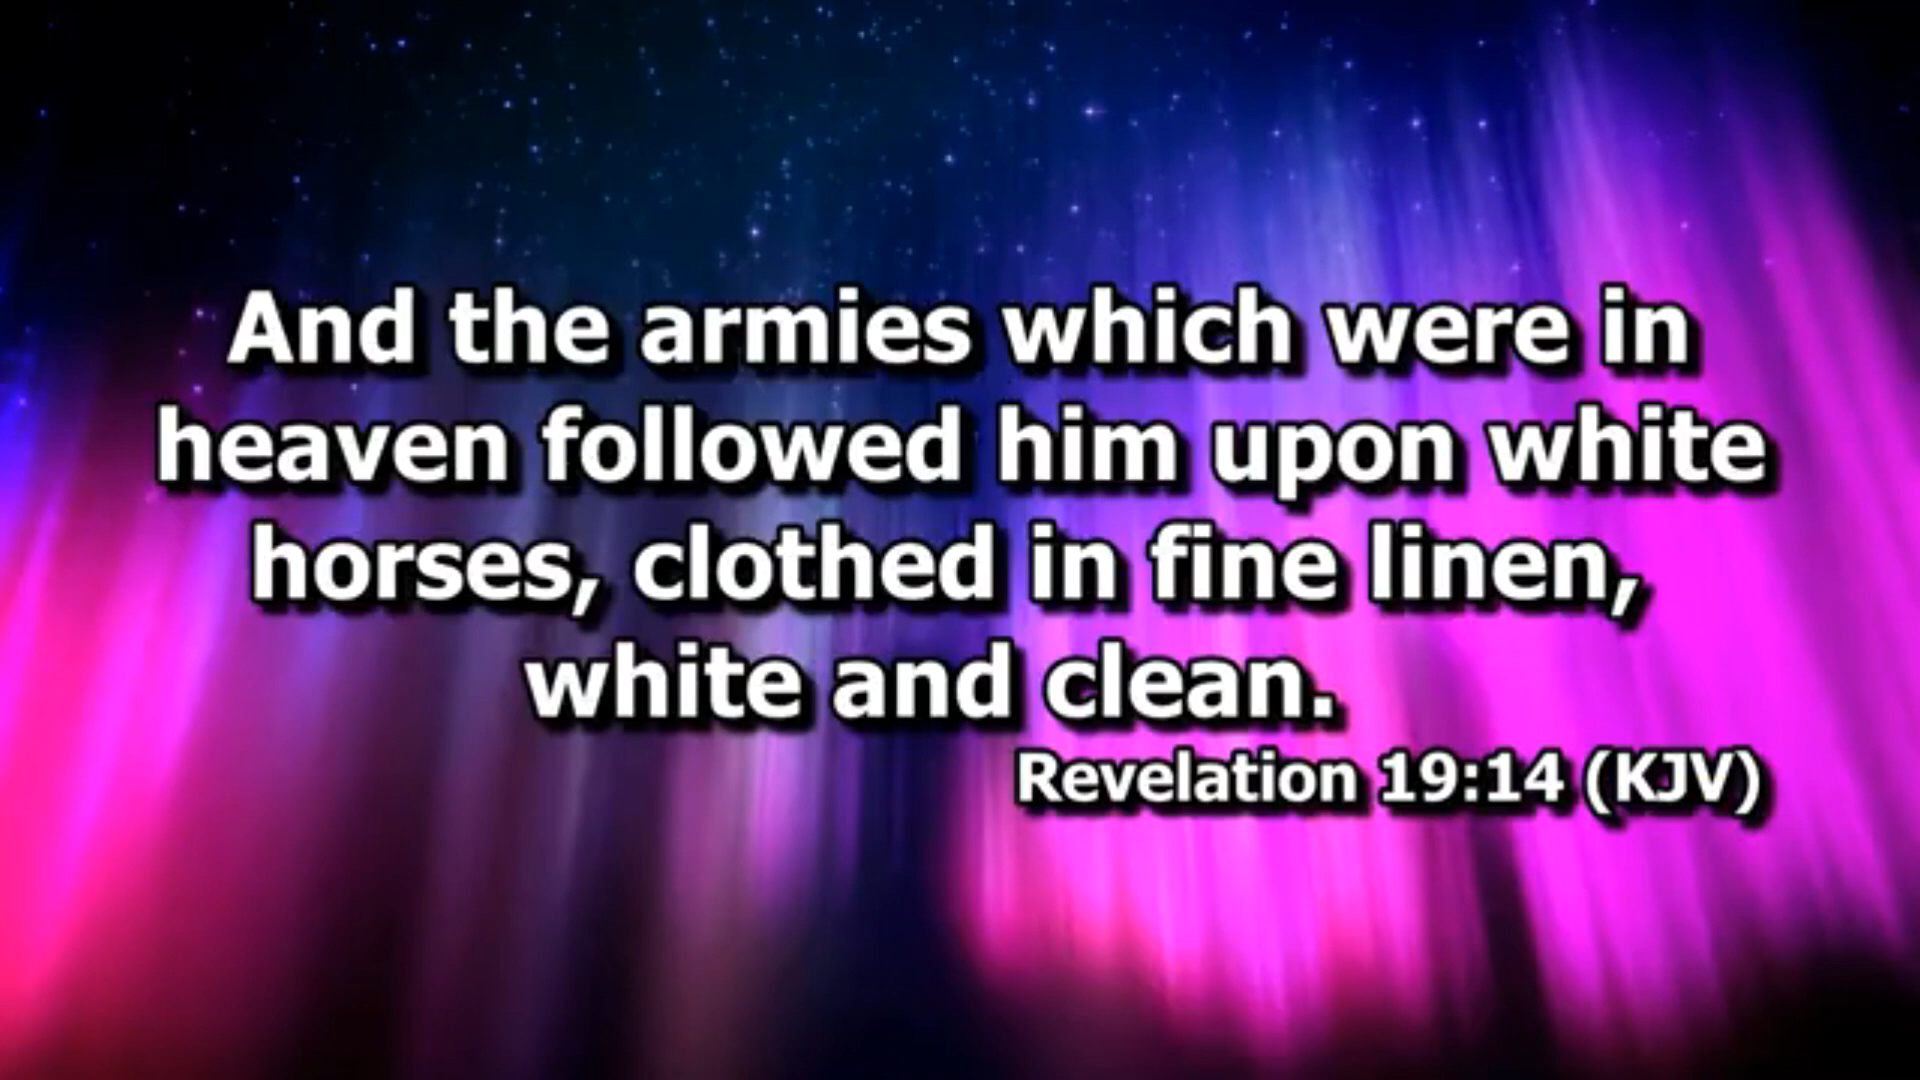 And the armies which were in
heaven followed him upon white
horses, clothed in fine linen,
white and clean.
Revelation 19:14 (KJV)